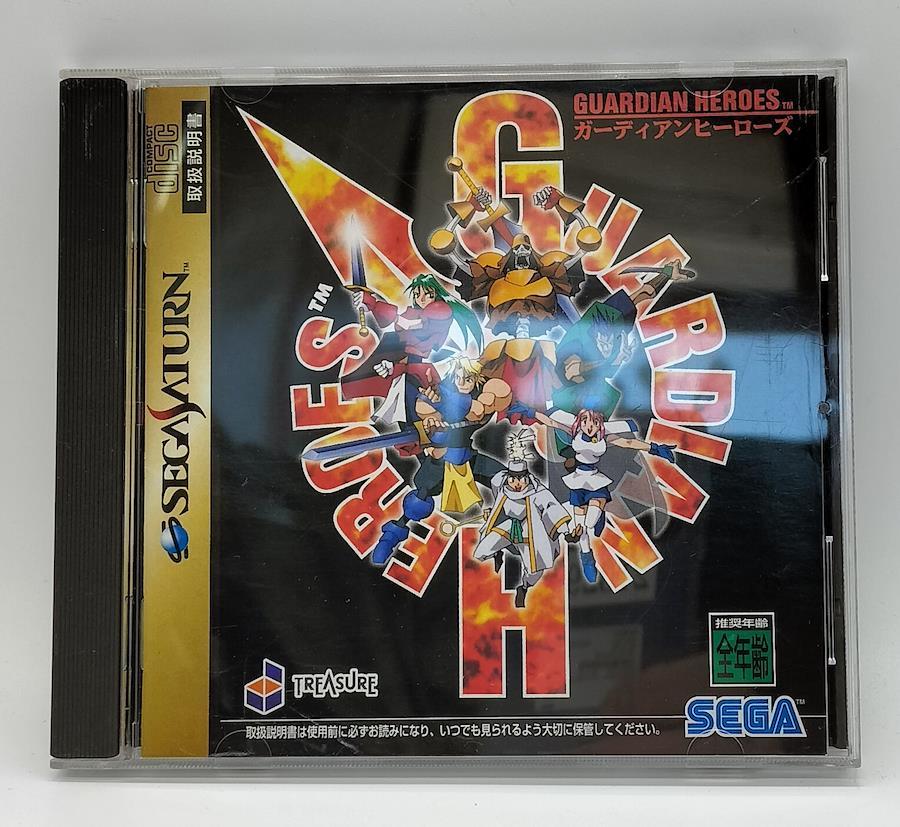 GUARDIAN HEROES™
ガーディアンヒーローズ
COMPACT
disc
取扱説明書
SEGA SATURN™
GUARDIAN
HEROES™
推奨年齢
全年齢
TREASURE
SEGA™
取扱説明書は使用前に必ずお読みになり、いつでも見られるよう大切に保管してください。